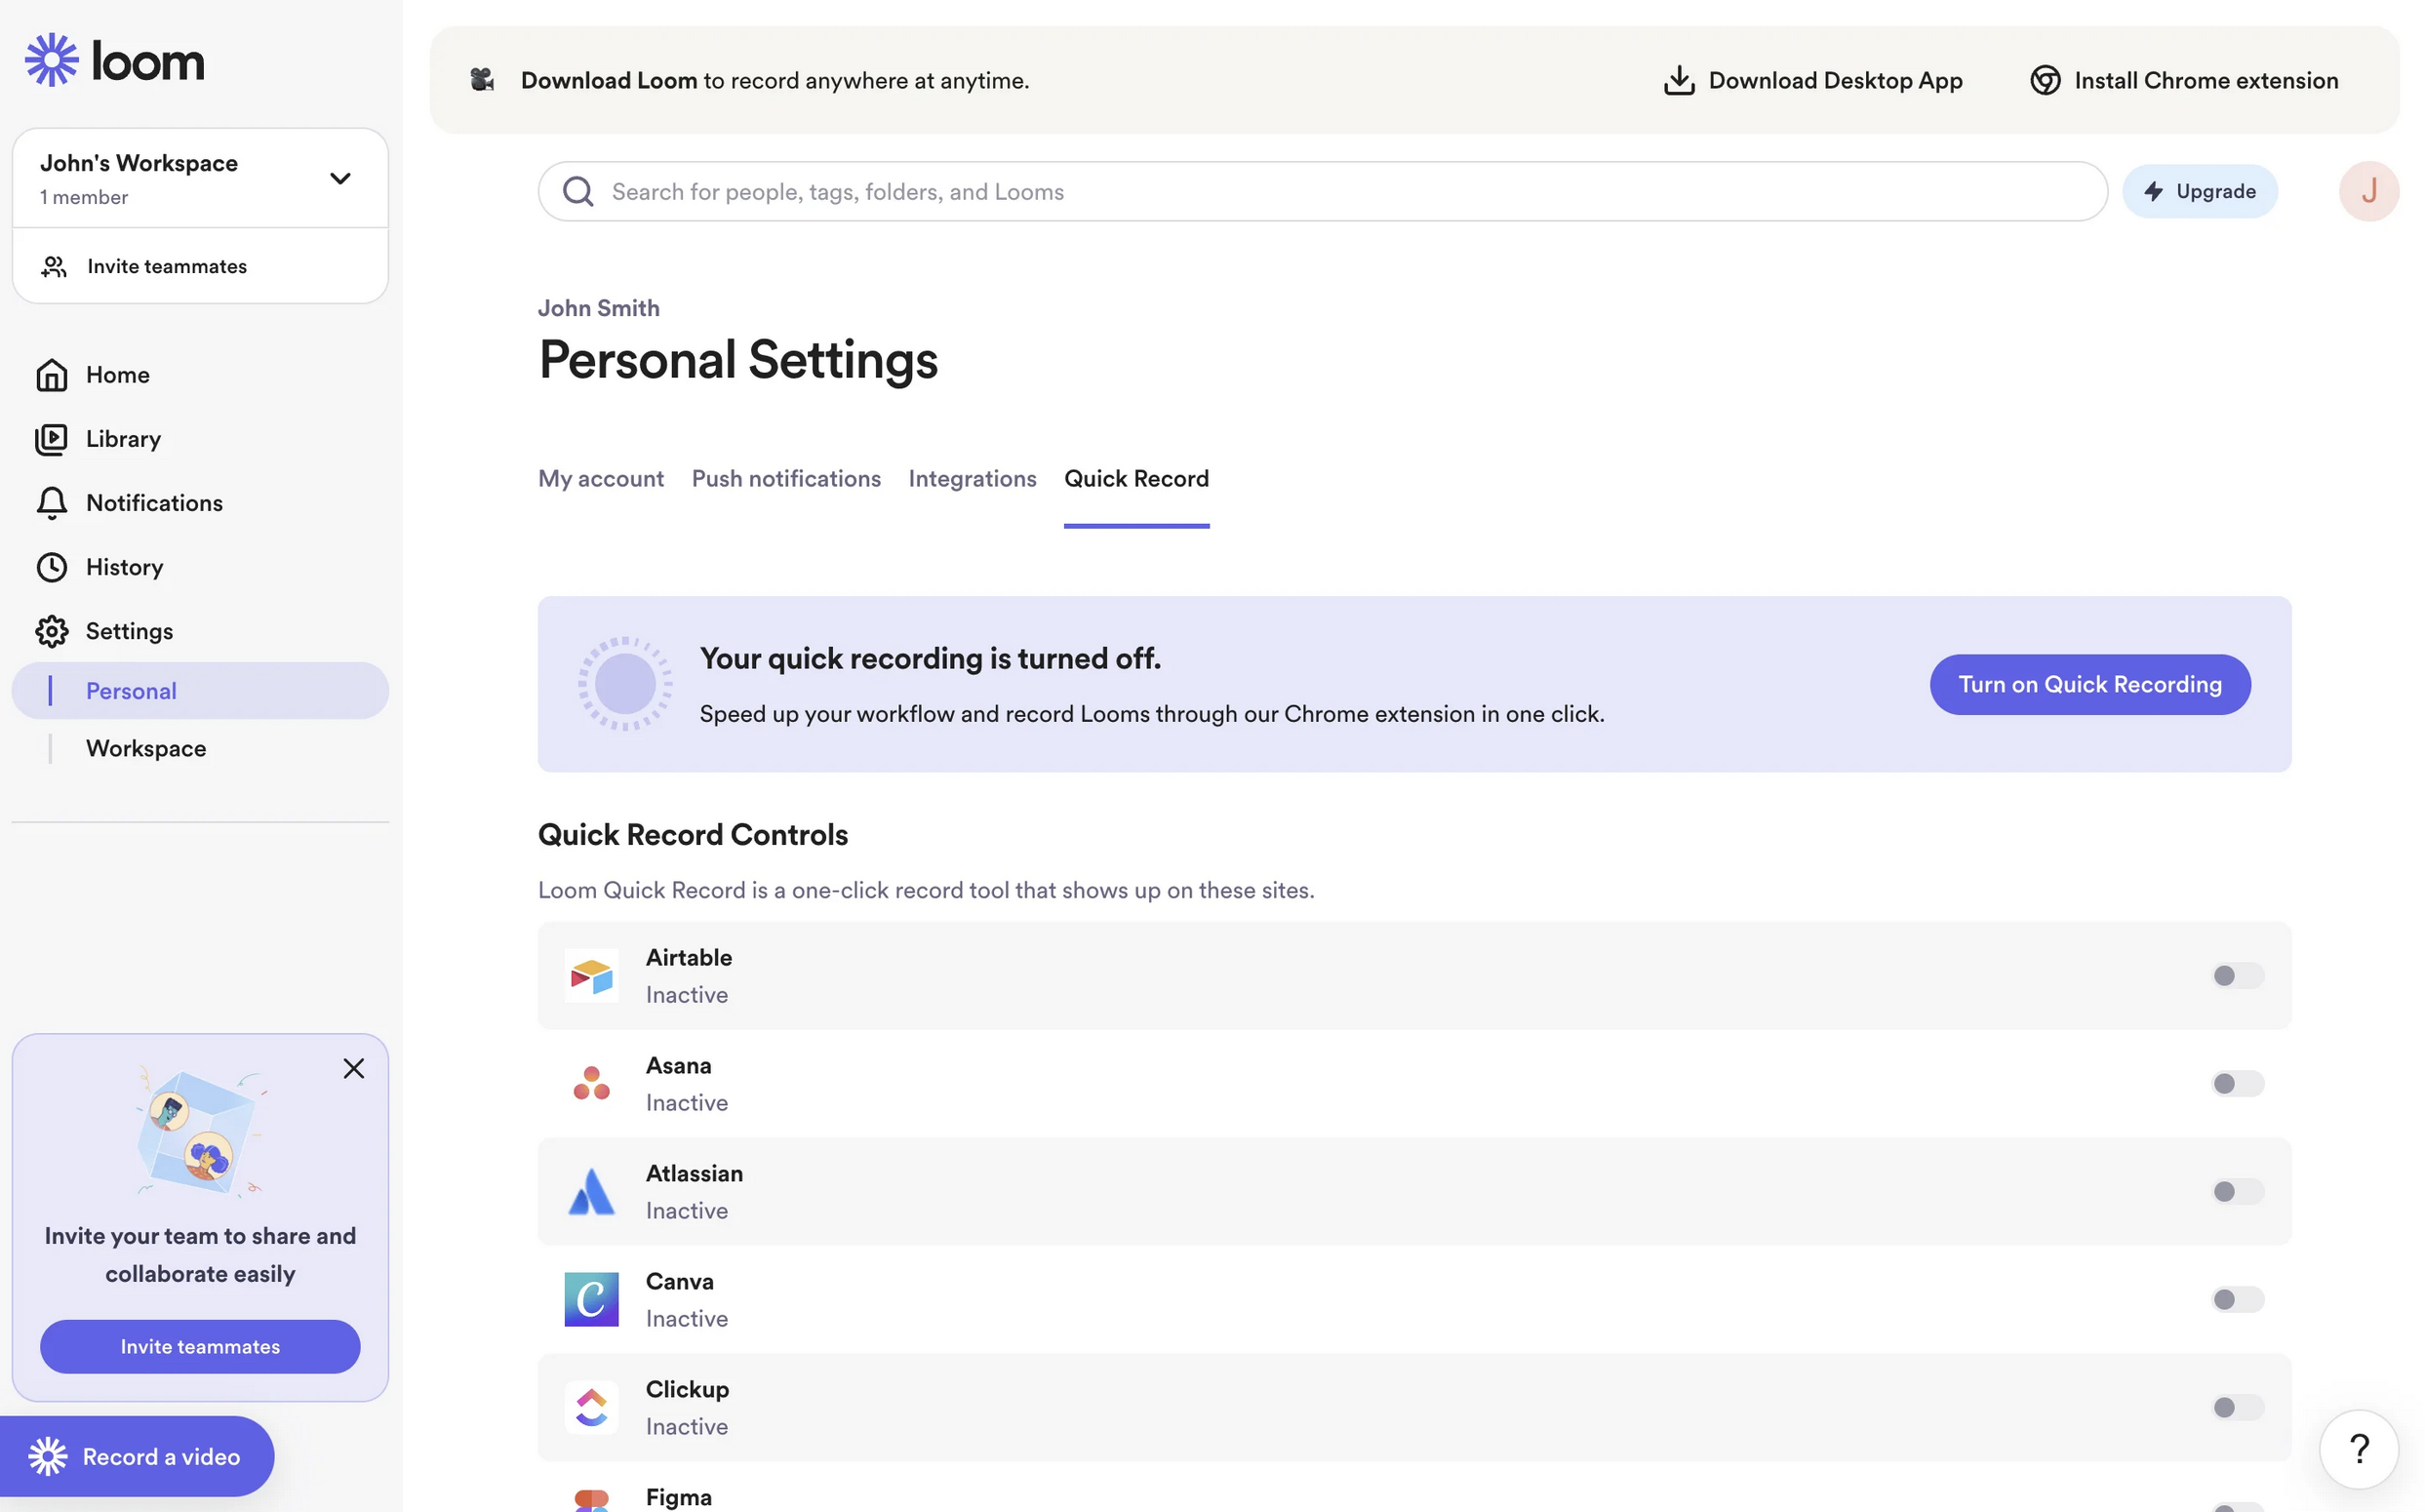 loom
John's Workspace
1 member
Invite teammates
Home
Library
Notifications
History
Settings
Personal
Workspace
Invite your team to share and
collaborate easily
Invite teammates
Record a video
Download Loom to record anywhere at anytime.
Download Desktop App
Install Chrome extension
Search for people, tags, folders, and Looms
Upgrade
J
John Smith
Personal Settings
My account
Push notifications
Integrations
Quick Record
Your quick recording is turned off.
Speed up your workflow and record Looms through our Chrome extension in one click.
Turn on Quick Recording
Quick Record Controls
Loom Quick Record is a one-click record tool that shows up on these sites.
Airtable
Inactive
Asana
Inactive
Atlassian
Inactive
C
Canva
Inactive
Clickup
Inactive
Figma
?